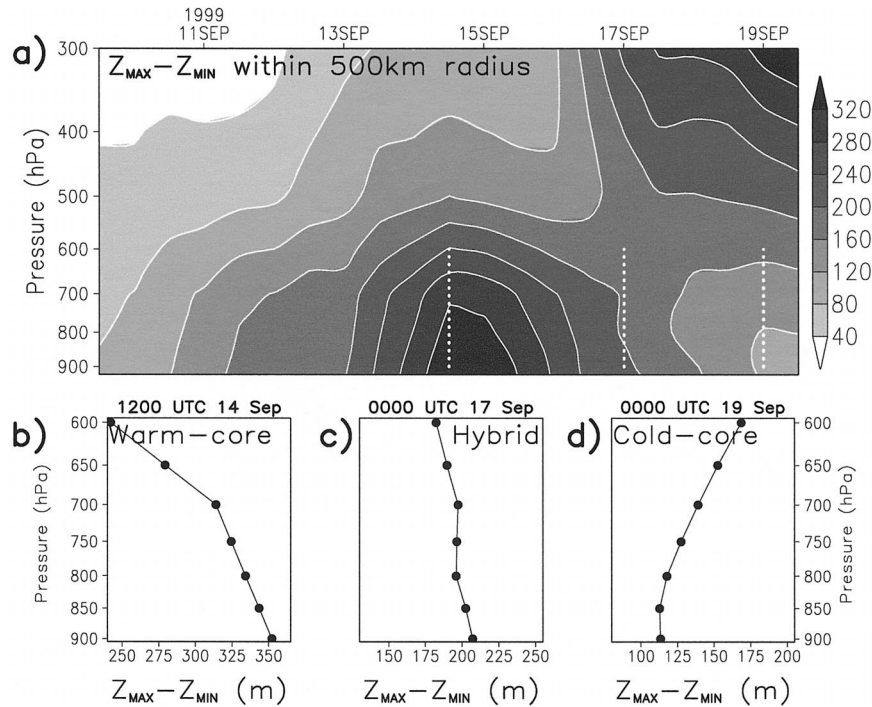 1999
11SEP 13SEP 15SEP 17SEP 19SEP
a) Z_MAX−Z_MIN within 500km radius
300
400
500
600
700
800
900
Pressure (hPa)
320
280
240
200
160
120
80
40
1200 UTC 14 Sep
b) Warm−core
600
650
700
750
800
850
900
Pressure (hPa)
250 275 300 325 350
Z_MAX−Z_MIN (m)
0000 UTC 17 Sep
c) Hybrid
150 175 200 225 250
Z_MAX−Z_MIN (m)
0000 UTC 19 Sep
d) Cold−core
600
650
700
750
800
850
900
Pressure (hPa)
100 125 150 175 200
Z_MAX−Z_MIN (m)